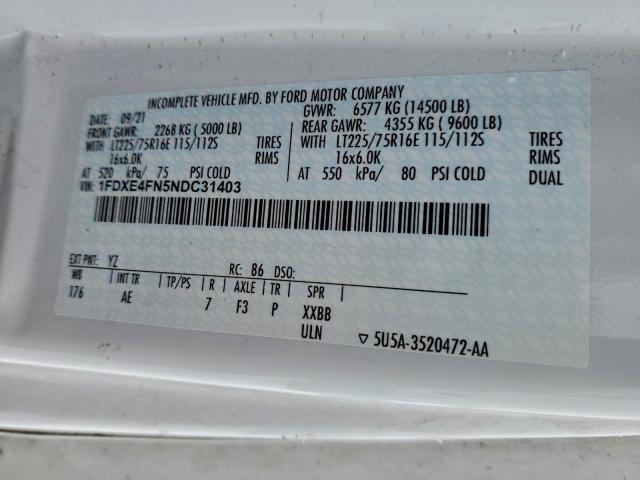 INCOMPLETE VEHICLE MFD. BY FORD MOTOR COMPANY
DATE: 09/21 GVWR: 6577 KG (14500 LB)
FRONT GAWR: 2268 KG (5000 LB) REAR GAWR: 4355 KG (9600 LB)
WITH LT225/75R16E 115/112S TIRES WITH LT225/75R16E 115/112S TIRES
16x6.0K RIMS 16x6.0K RIMS
AT 520 kPa/ 75 PSI COLD AT 550 kPa/ 80 PSI COLD DUAL
VIN: 1FDXE4FN5NDC31403
EXT PNT: YZ RC: 86 DSO:
WB INT TR TP/PS R AXLE TR SPR
176 AE 7 F3 P XXBB
ULN ▽ 5U5A-3520472-AA